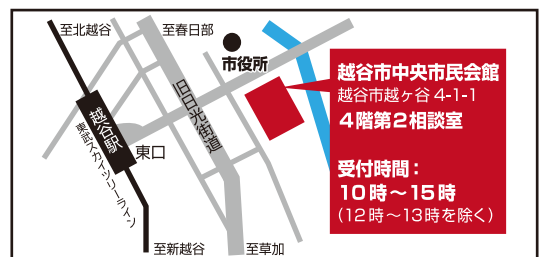 至北越谷
至春日部
市役所
越谷駅
東武スカイツリーライン
東口
旧日光街道
至新越谷
至草加
越谷市中央市民会館
越谷市越ヶ谷 4-1-1
4階第2相談室
受付時間：
10時～15時
(12時～13時を除く)